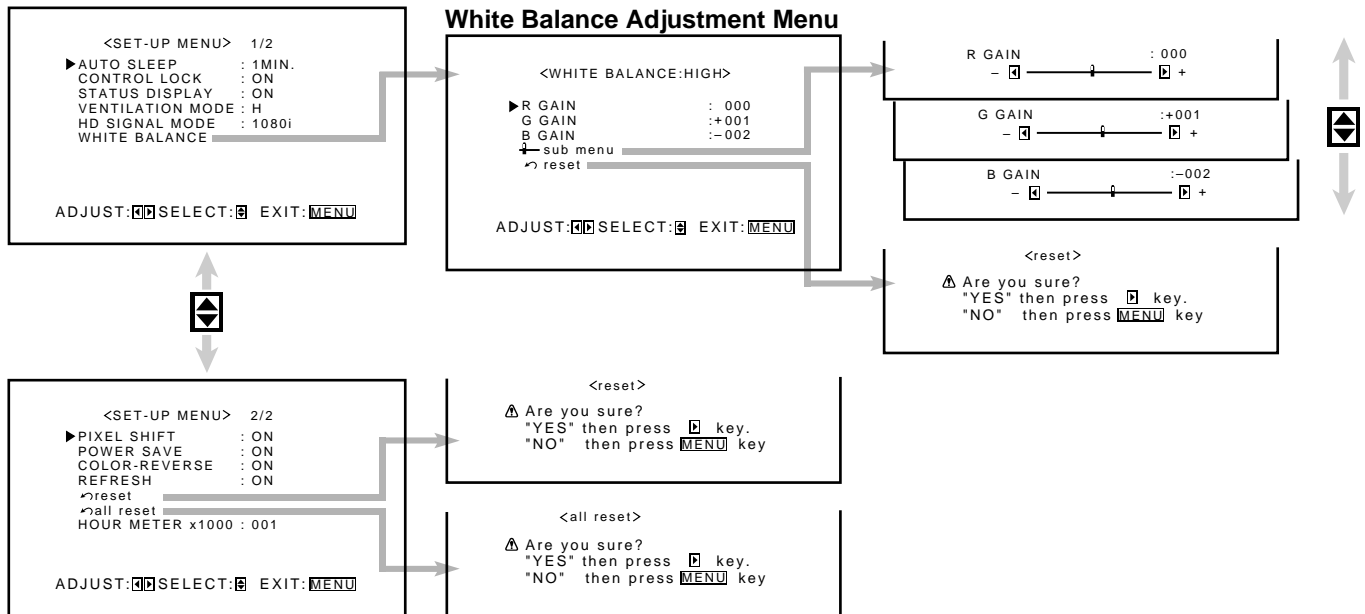 White Balance Adjustment Menu
<SET-UP MENU> 1/2
▶AUTO SLEEP : 1MIN.
CONTROL LOCK : ON
STATUS DISPLAY : ON
VENTILATION MODE : H
HD SIGNAL MODE : 1080i
WHITE BALANCE
ADJUST:◀▶SELECT:⬍ EXIT:MENU
<WHITE BALANCE:HIGH>
▶R GAIN : 000
G GAIN :+001
B GAIN :–002
sub menu
↶ reset
ADJUST:◀▶SELECT:⬍ EXIT:MENU
R GAIN : 000
– ◀ ▶ +
G GAIN :+001
– ◀ ▶ +
B GAIN :–002
– ◀ ▶ +
<reset>
⚠ Are you sure?
"YES" then press ▶ key.
"NO" then press MENU key
<SET-UP MENU> 2/2
▶PIXEL SHIFT : ON
POWER SAVE : ON
COLOR-REVERSE : ON
REFRESH : ON
↶reset
↶all reset
HOUR METER x1000 : 001
ADJUST:◀▶SELECT:⬍ EXIT:MENU
<reset>
⚠ Are you sure?
"YES" then press ▶ key.
"NO" then press MENU key
<all reset>
⚠ Are you sure?
"YES" then press ▶ key.
"NO" then press MENU key